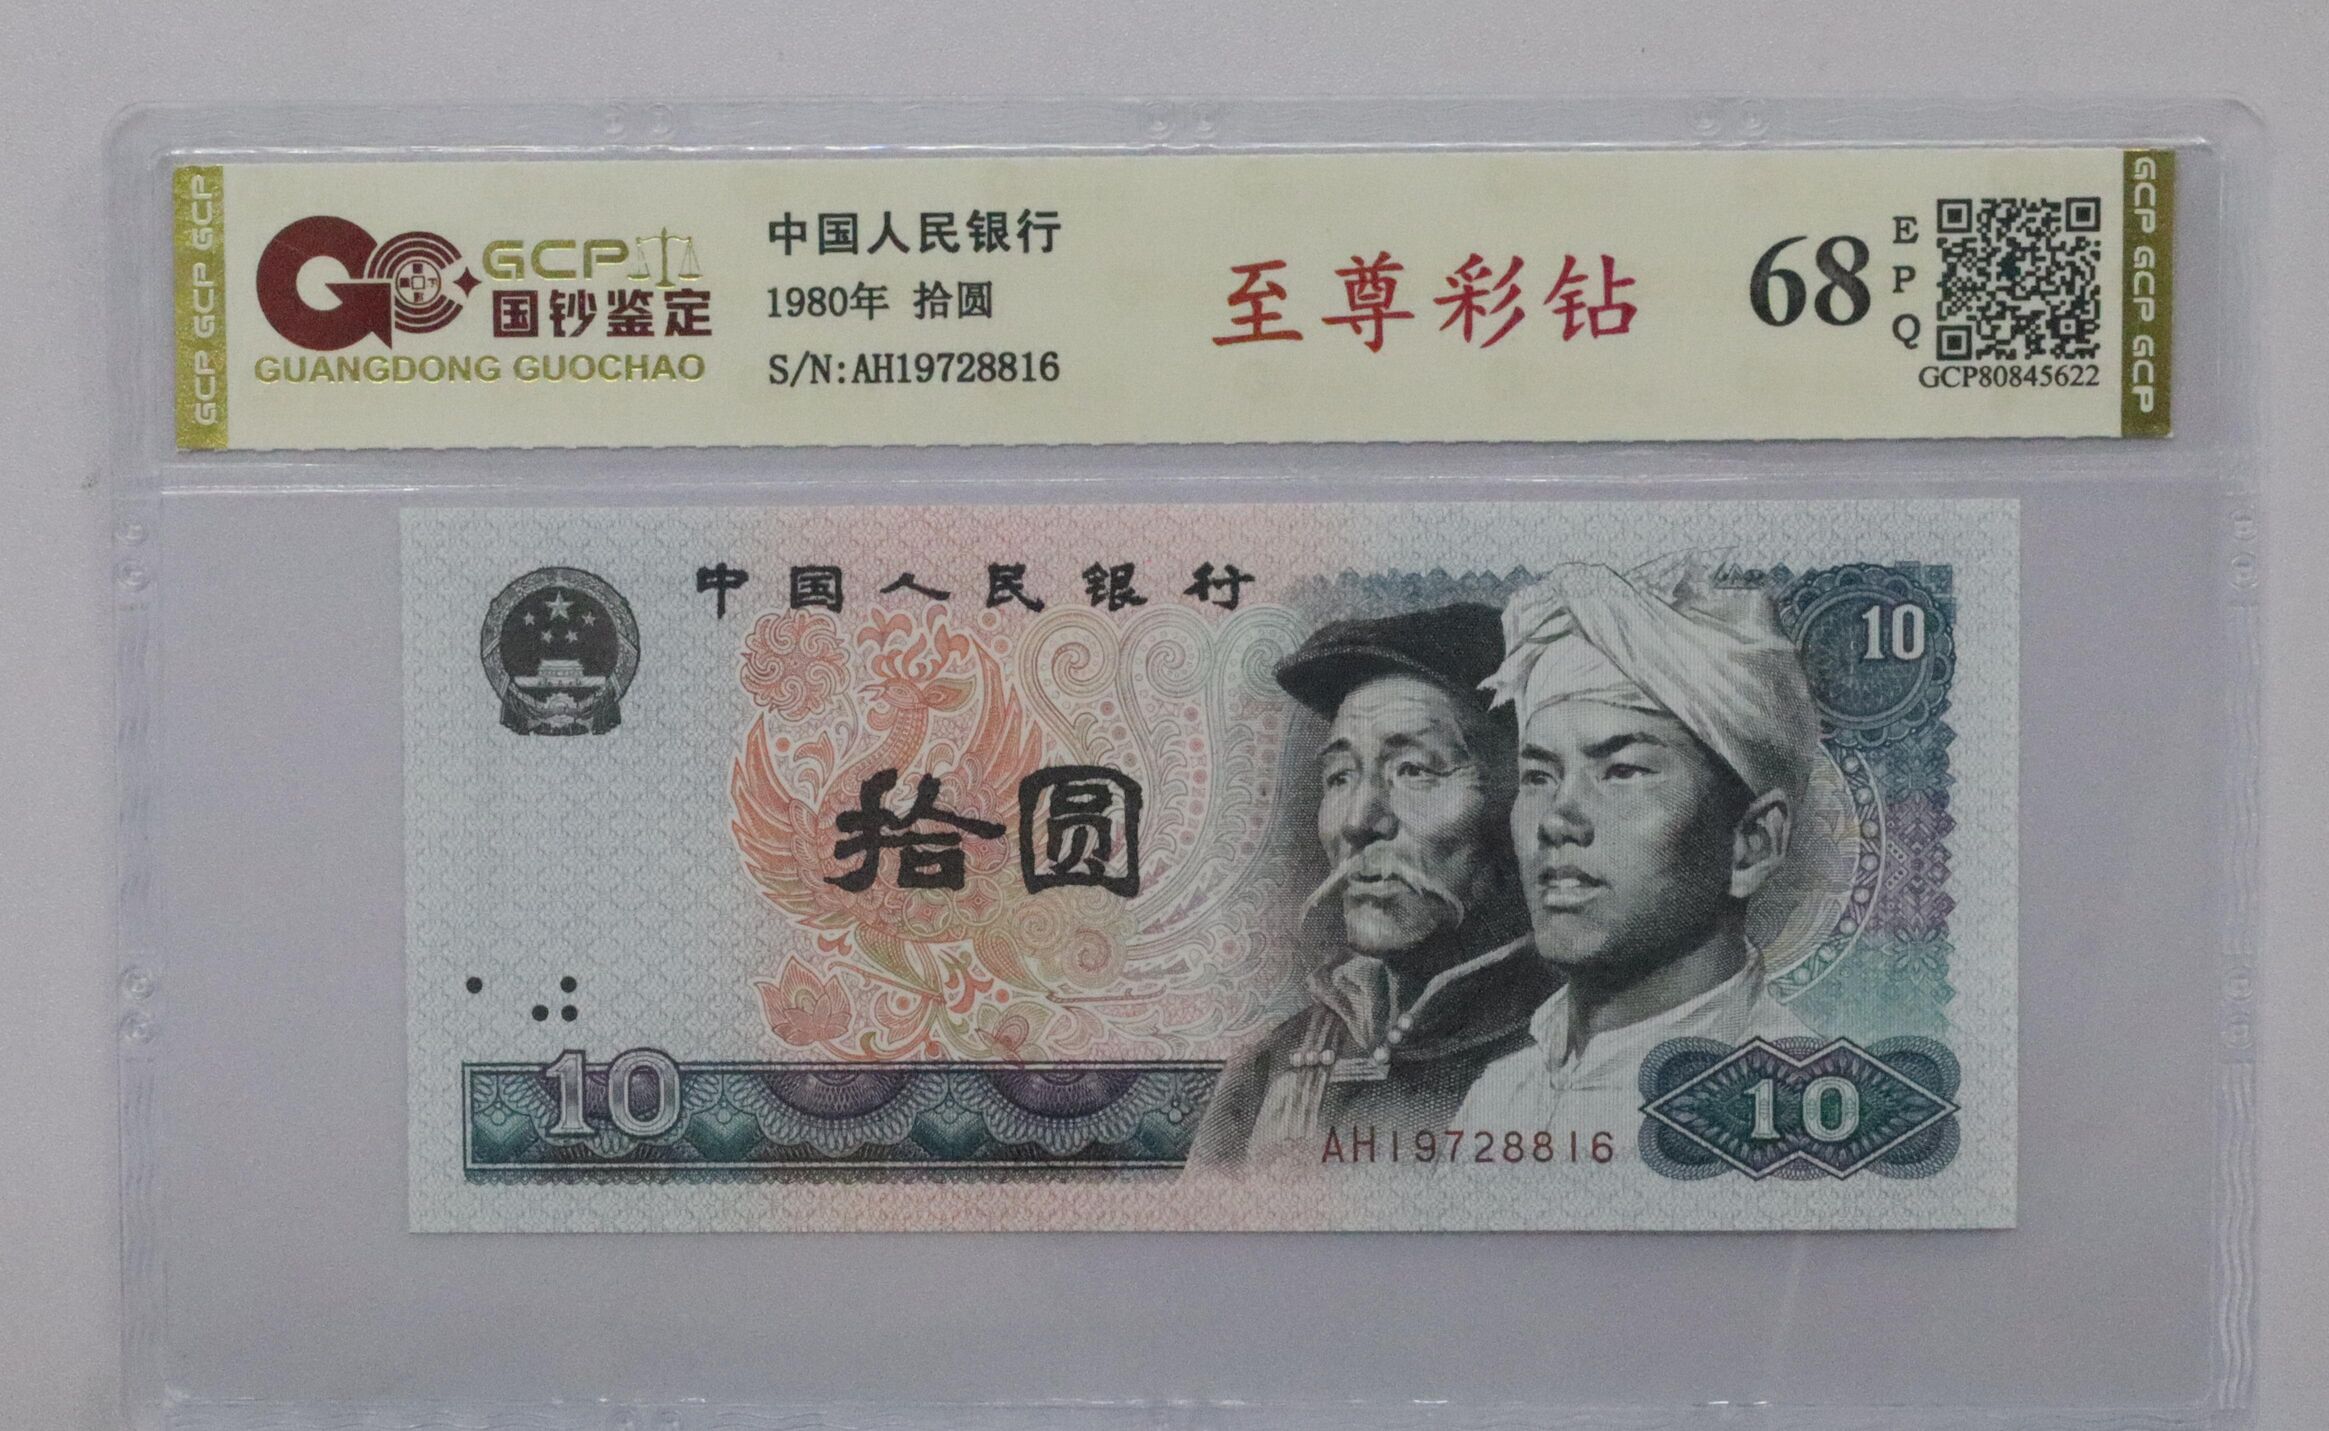 GCP GCP GCP
GCP
国钞鉴定
GUANGDONG GUOCHAO
中国人民银行
1980年 拾圆
S/N:AH19728816
至尊彩钻
68
EPQ
GCP80845622
GCP GCP GCP
中国人民银行
10
拾圆
10
AH19728816
10